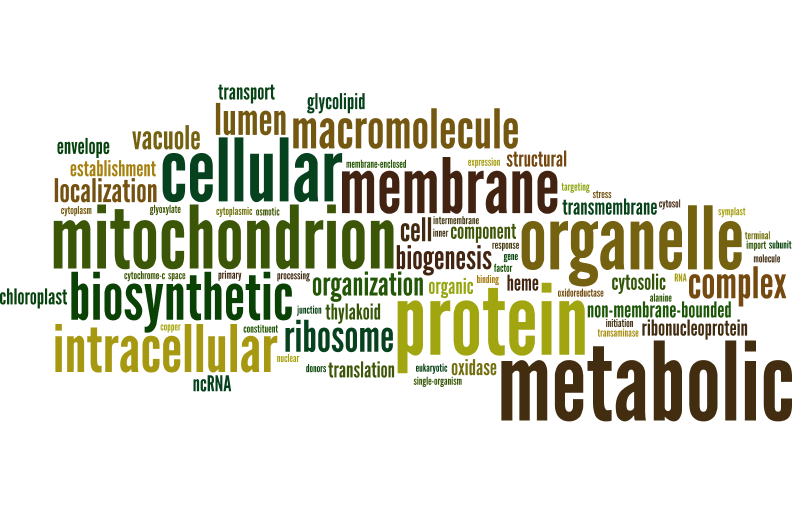 transport
glycolipid
lumen
macromolecule
vacuole
envelope
establishment
cellular
membrane-enclosed
expression
structural
localization
membrane
targeting
stress
cytoplasm
glyoxylate
cytoplasmic
osmotic
transmembrane
cytosol
symplast
mitochondrion
cell
intermembrane
inner
component
organelle
terminal
import
subunit
response
biogenesis
gene
factor
molecule
chloroplast
cytochrome-c
space
primary
processing
biosynthetic
organization
organic
binding
heme
oxidoreductase
cytosolic
RNA
complex
alanine
junction
thylakoid
protein
non-membrane-bounded
copper
constituent
ribosome
initiation
transaminase
ribonucleoprotein
intracellular
nuclear
ncRNA
donors
translation
eukaryotic
oxidase
single-organism
metabolic